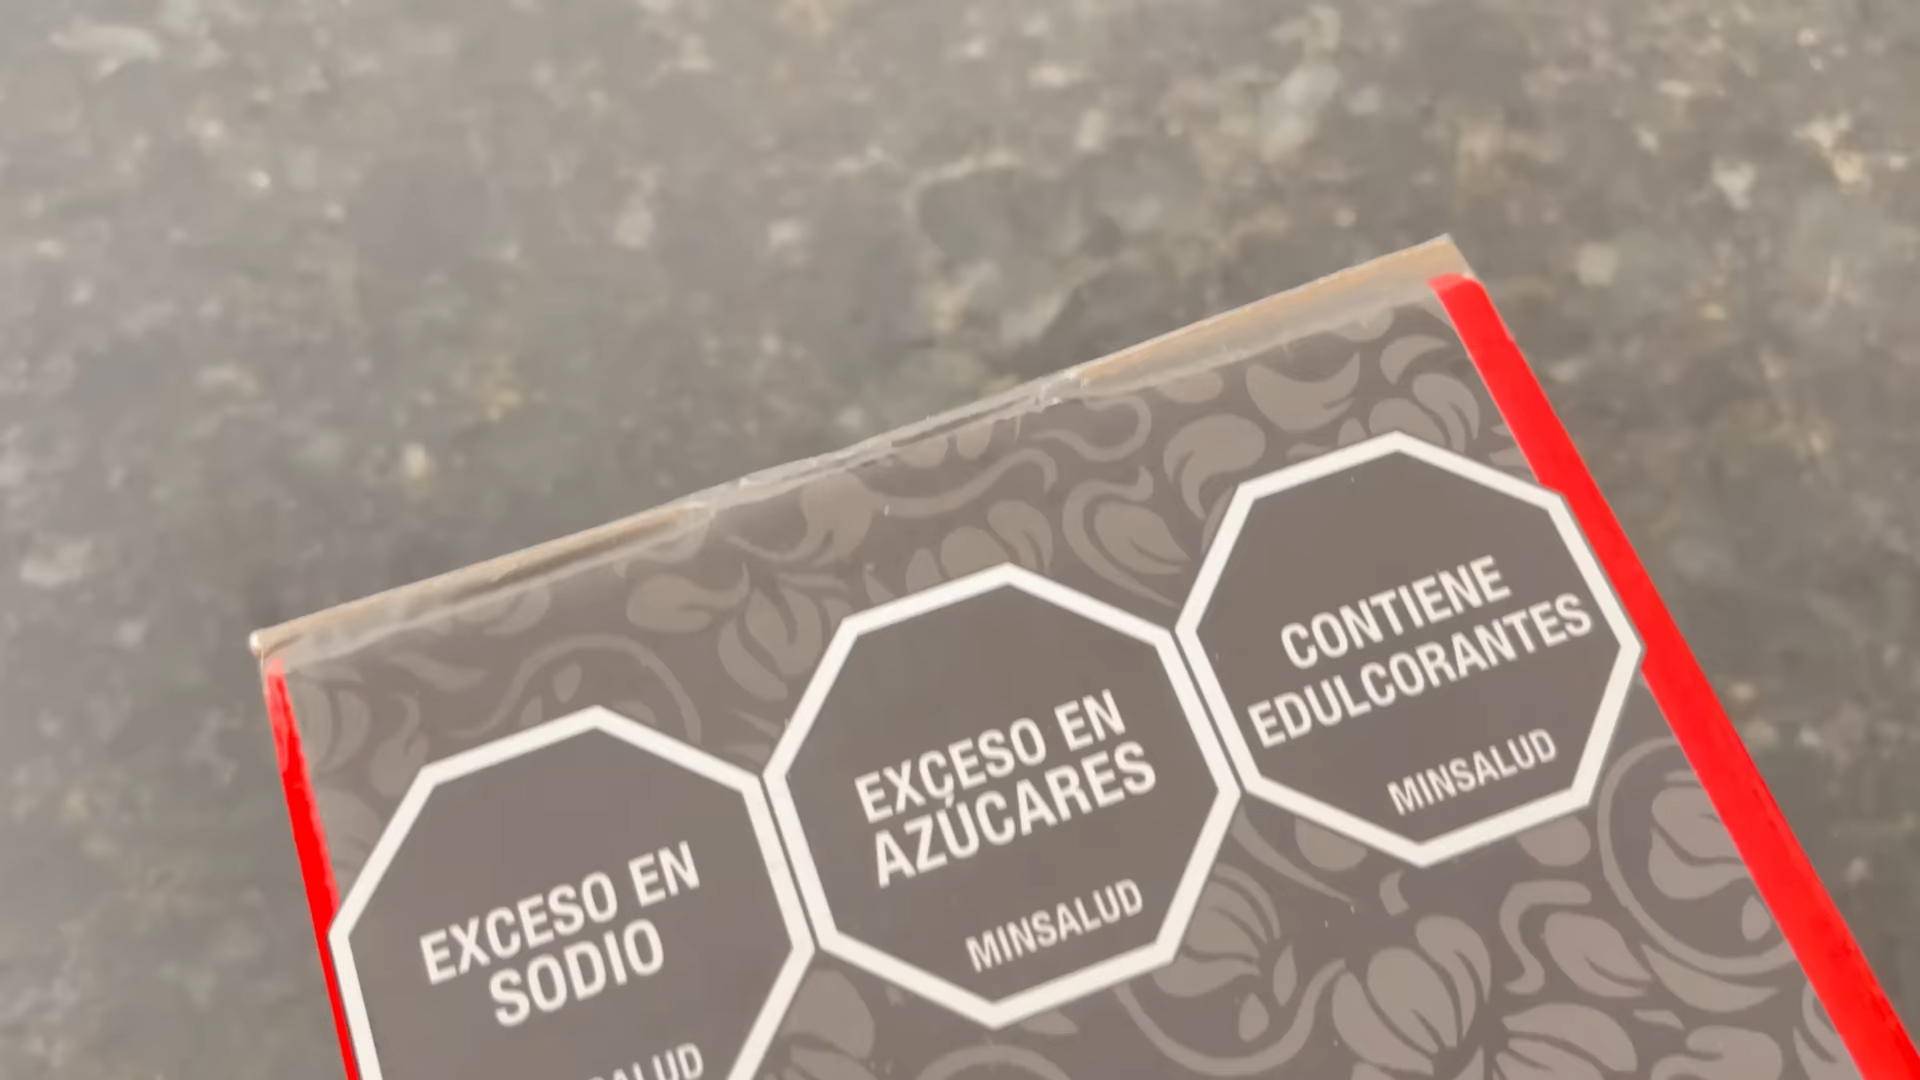 EXCESO EN
SODIO
EXCESO EN
AZÚCARES
MINSALUD
CONTIENE
EDULCORANTES
MINSALUD